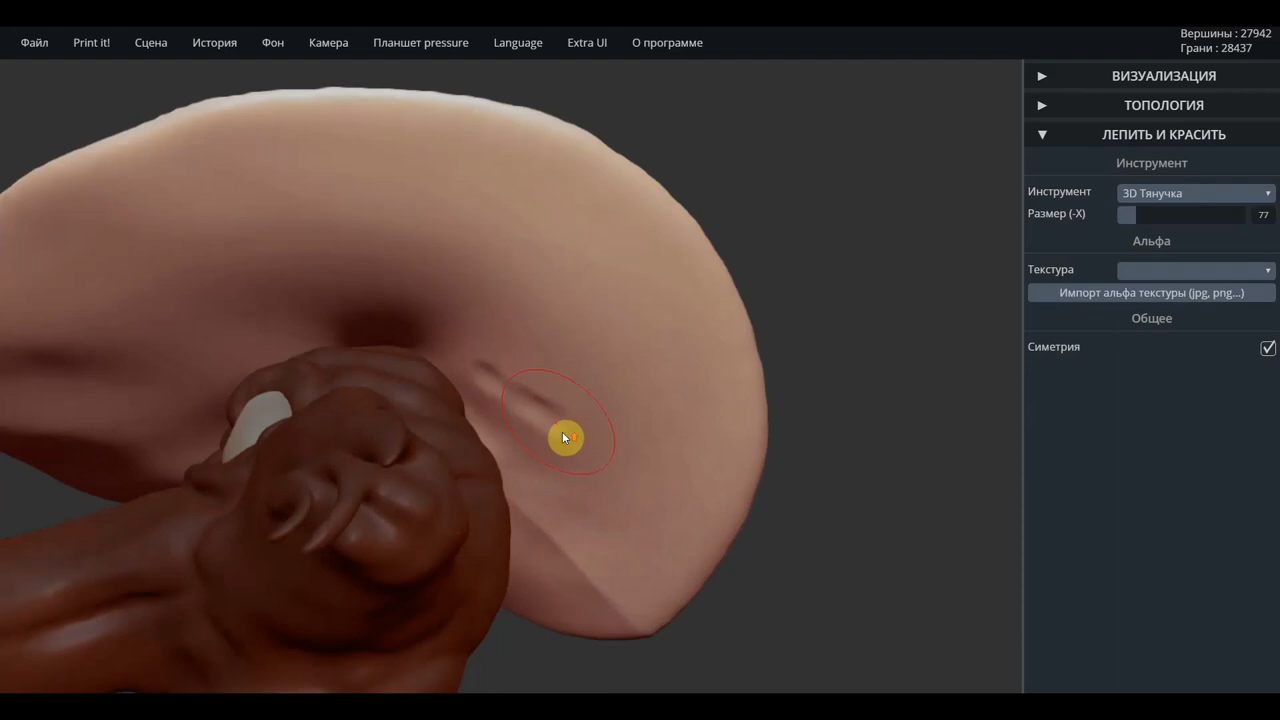 Файл Print it! Сцена История Фон Камера Планшет pressure Language Extra UI О программе
Вершины : 27942
Грани : 28437
ВИЗУАЛИЗАЦИЯ
ТОПОЛОГИЯ
ЛЕПИТЬ И КРАСИТЬ
Инструмент
Инструмент 3D Тянучка
Размер (-X) 77
Альфа
Текстура
Импорт альфа текстуры (jpg, png...)
Общее
Симетрия